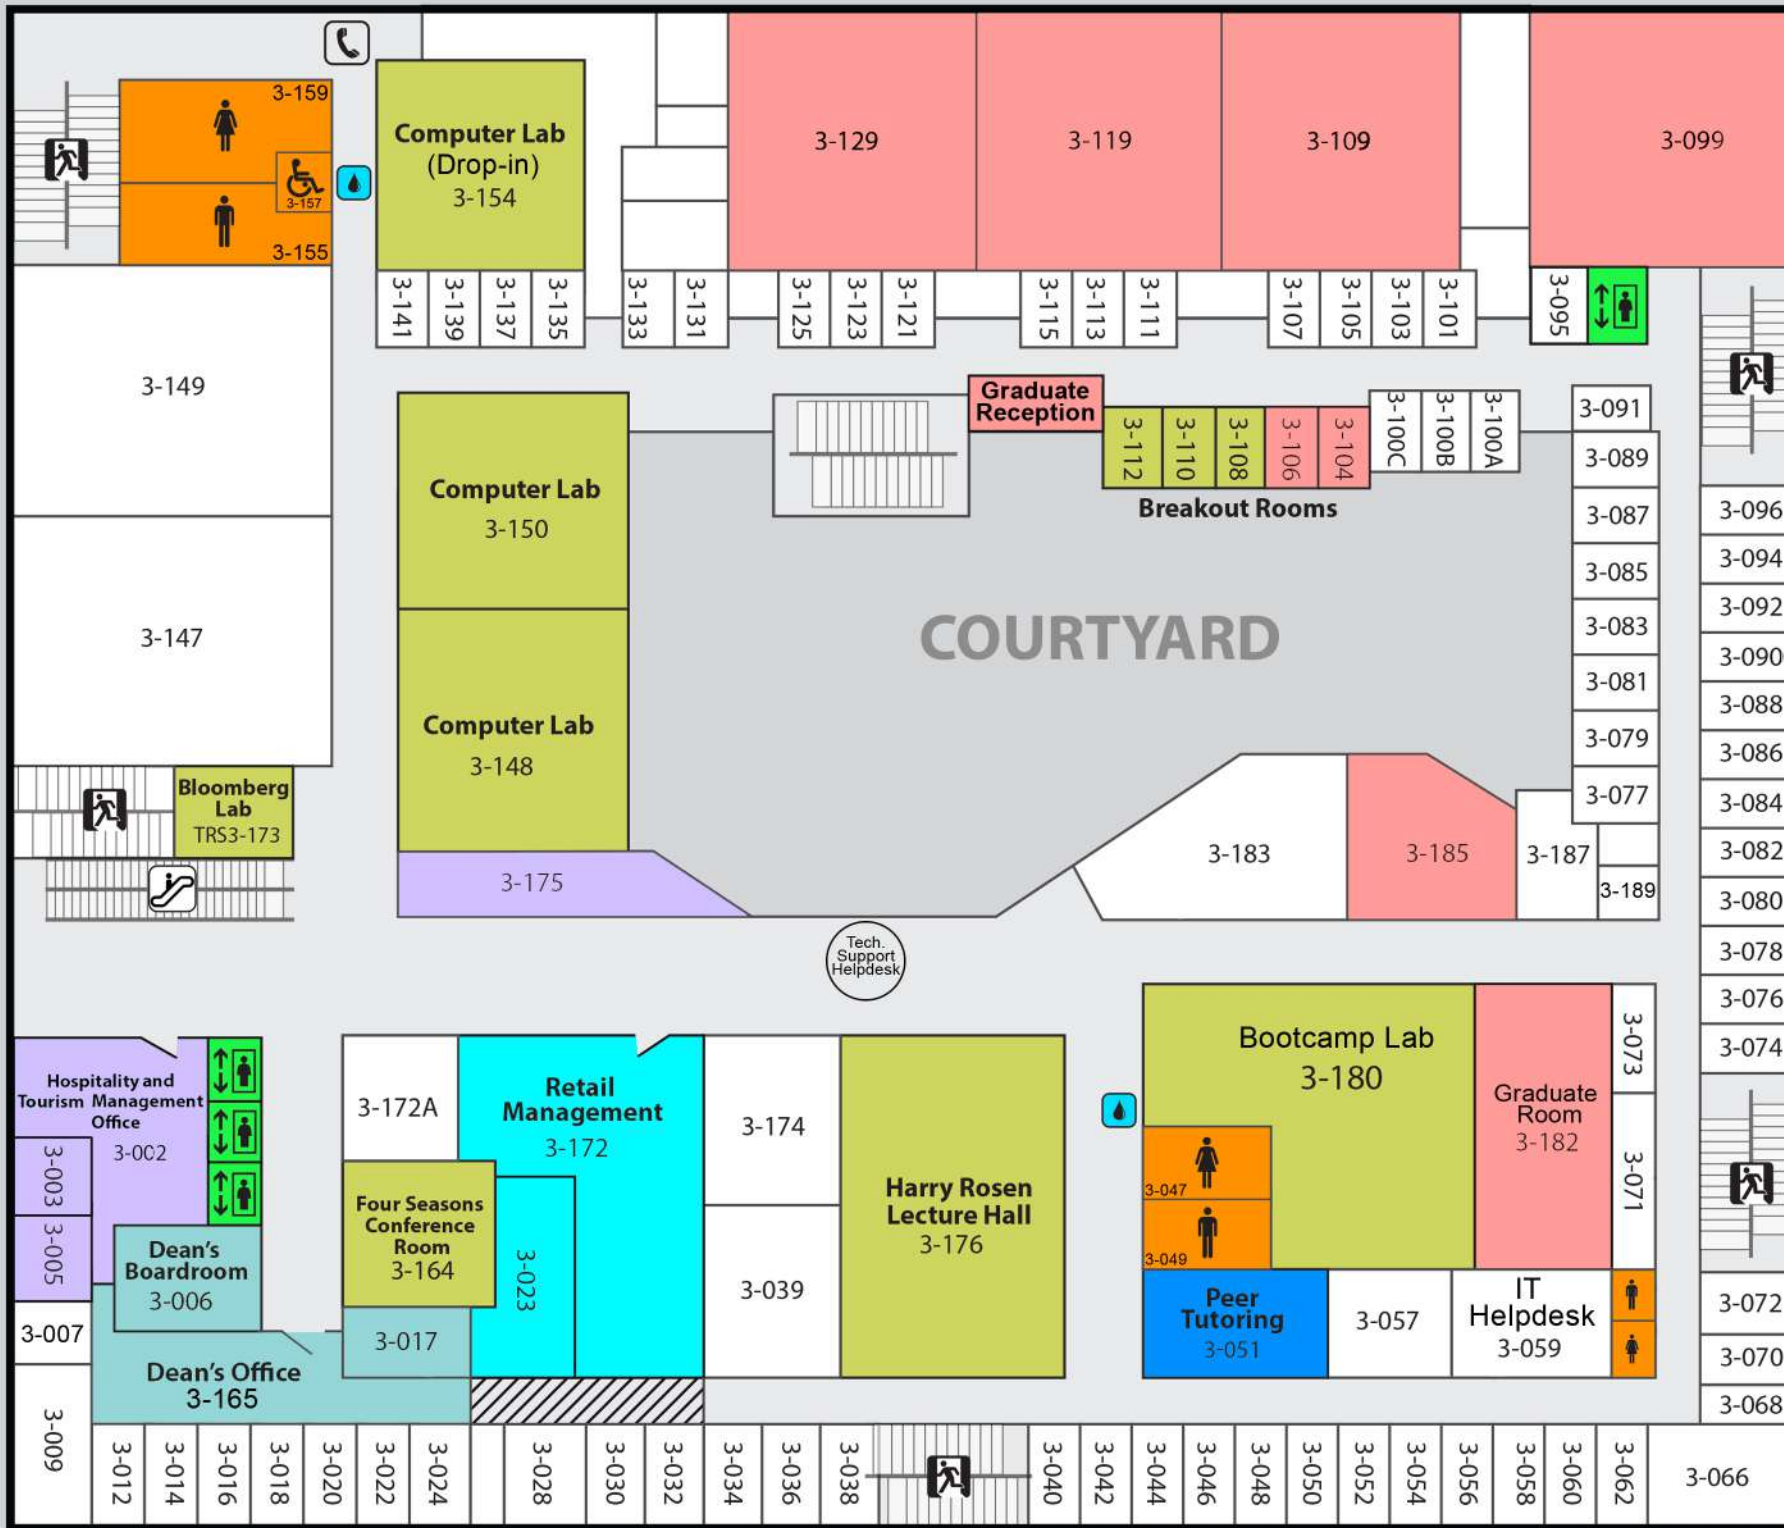 3-159
3-157
3-155
Computer Lab
(Drop-in)
3-154
3-129
3-119
3-109
3-099
3-141
3-139
3-137
3-135
3-133
3-131
3-125
3-123
3-121
3-115
3-113
3-111
3-107
3-105
3-103
3-101
3-095
3-149
Graduate
Reception
3-112
3-110
3-108
3-106
3-104
3-100C
3-100B
3-100A
Breakout Rooms
3-091
3-089
3-087
3-085
3-083
3-081
3-079
3-077
Computer Lab
3-150
COURTYARD
3-147
Computer Lab
3-148
Bloomberg
Lab
TRS3-173
3-175
3-183
3-185
3-187
3-189
3-096
3-094
3-092
3-090
3-088
3-086
3-084
3-082
3-080
3-078
3-076
3-074
Tech.
Support
Helpdesk
Hospitality and
Tourism Management
Office
3-002
3-003
3-005
Dean's
Boardroom
3-006
3-007
Dean's Office
3-165
3-009
3-172A
Retail
Management
3-172
Four Seasons
Conference
Room
3-164
3-023
3-017
3-174
3-039
Harry Rosen
Lecture Hall
3-176
Bootcamp Lab
3-180
3-047
3-049
Graduate
Room
3-182
3-073
3-071
Peer
Tutoring
3-051
3-057
IT
Helpdesk
3-059
3-072
3-070
3-068
3-012
3-014
3-016
3-018
3-020
3-022
3-024
3-028
3-030
3-032
3-034
3-036
3-038
3-040
3-042
3-044
3-046
3-048
3-050
3-052
3-054
3-056
3-058
3-060
3-062
3-066